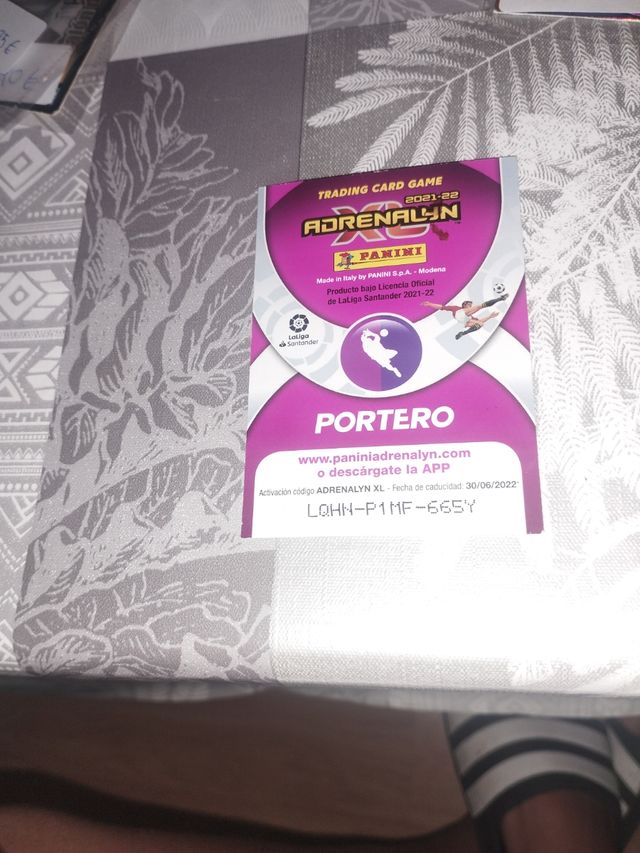 TRADING CARD GAME
2021-22
ADRENALYN
XL
PANINI
Made in Italy by PANINI S.p.A. - Modena
Producto bajo Licencia Oficial
de LaLiga Santander 2021-22
LaLiga
Santander
PORTERO
www.paniniadrenalyn.com
o descárgate la APP
Activación código ADRENALYN XL - Fecha de caducidad: 30/06/2022
LQHN-P1MF-665Y